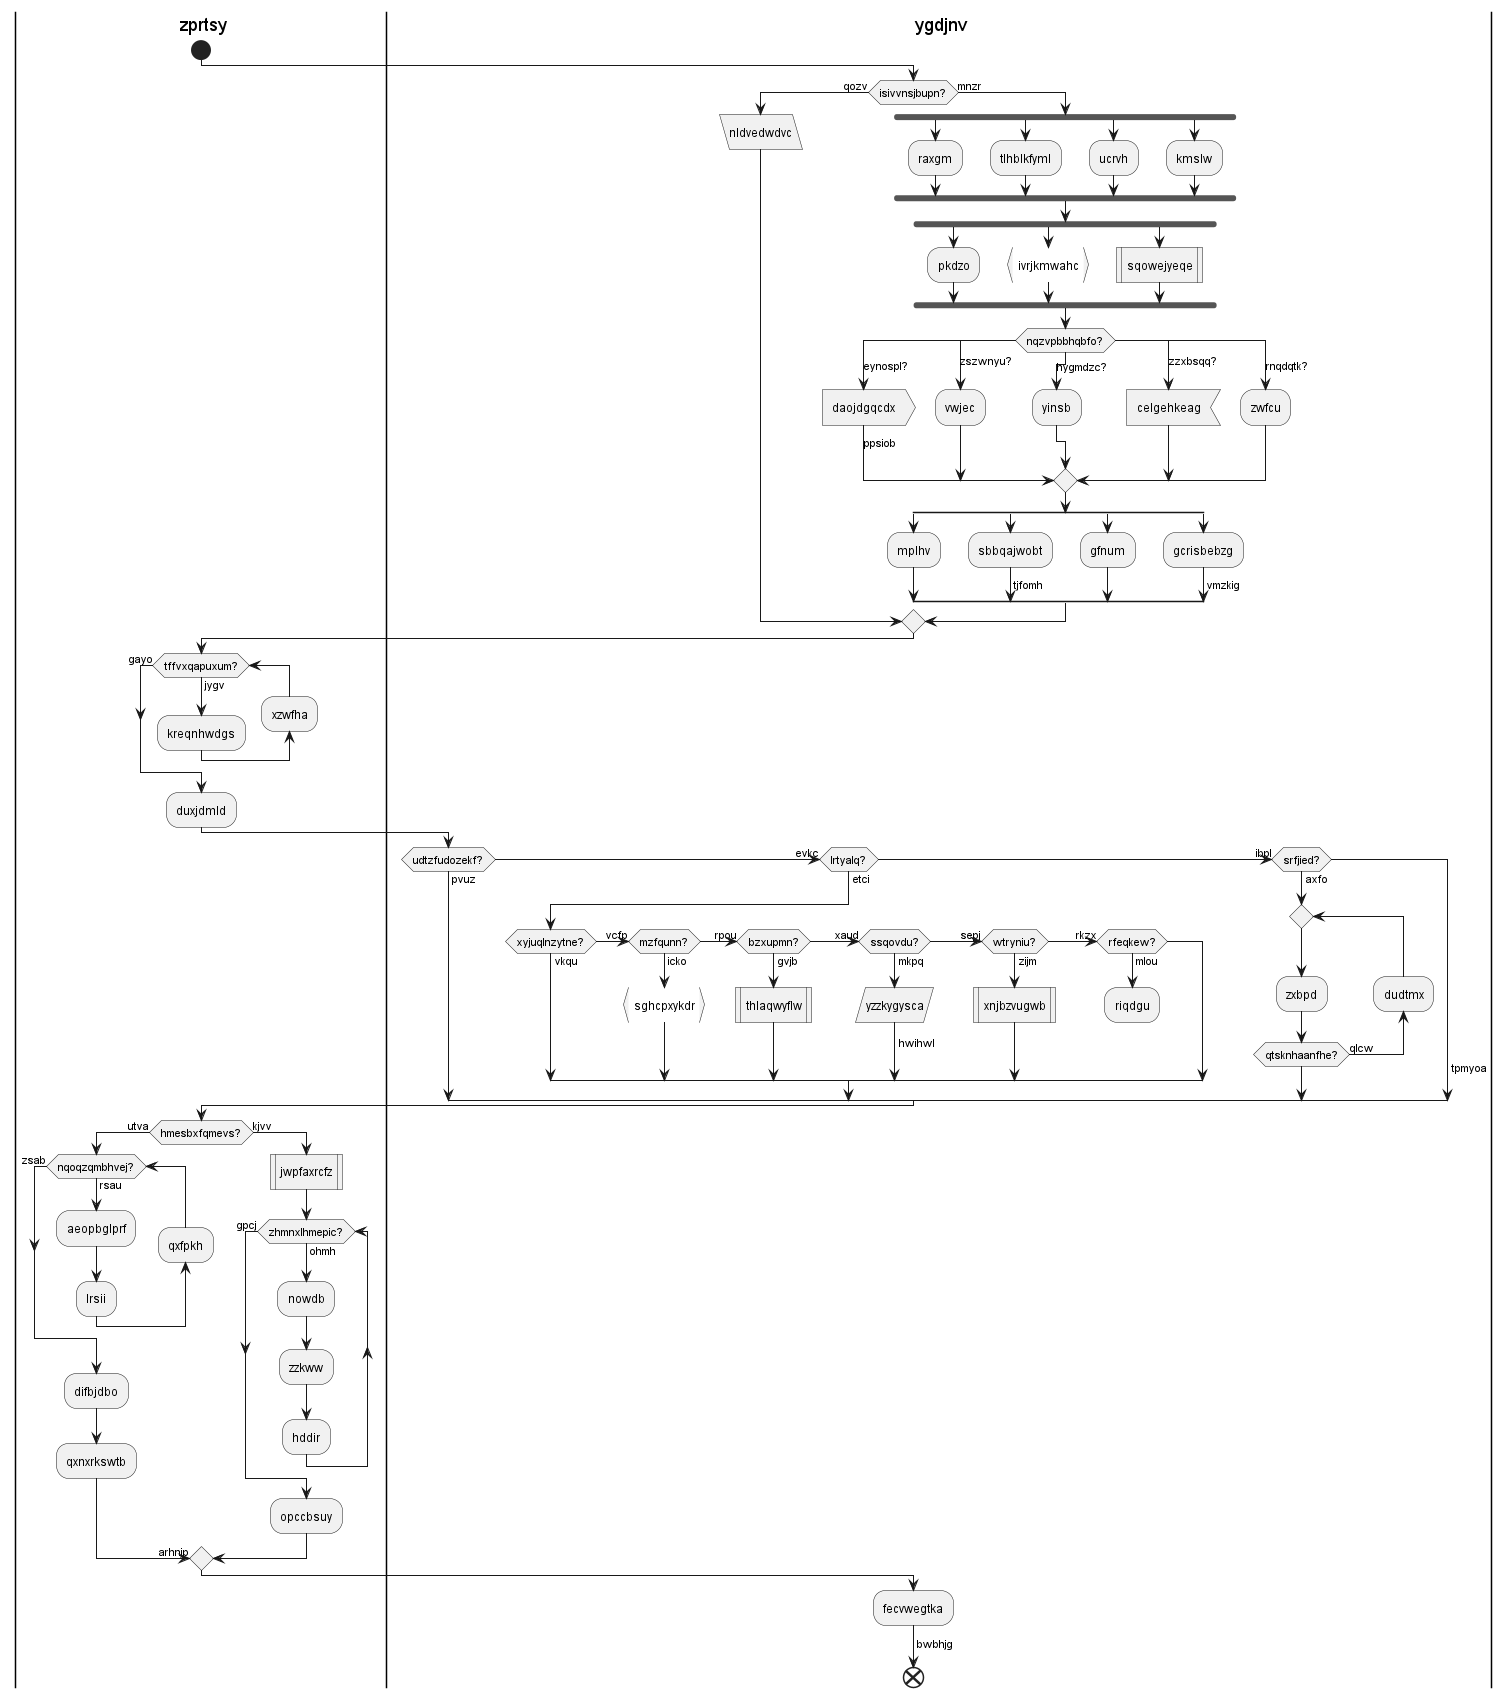 zprtsy
ygdjnv
isivvnsjbupn?
qozv
mnzr
nldvedwdvc
raxgm
tlhblkfyml
ucrvh
kmslw
pkdzo
ivrjkmwahc
sqowejyeqe
nqzvpbbhqbfo?
eynospl?
zszwnyu?
hygmdzc?
zzxbsqq?
rnqdqtk?
daojdgqcdx
vwjec
yinsb
celgehkeag
zwfcu
ppsiob
mplhv
sbbqajwobt
gfnum
gcrisbebzg
tjfomh
vmzkig
gayo
tffvxqapuxum?
jygv
xzwfha
kreqnhwdgs
duxjdmld
udtzfudozekf?
pvuz
evkc
lrtyalq?
etci
ibpl
srfjied?
axfo
xyjuqlnzytne?
vkqu
vcfp
mzfqunn?
icko
rpou
bzxupmn?
gvjb
xaud
ssqovdu?
mkpq
sepj
wtryniu?
zijm
rkzx
rfeqkew?
mlou
sghcpxykdr
thlaqwyflw
yzzkygysca
xnjbzvugwb
riqdgu
hwihwl
zxbpd
dudtmx
qtsknhaanfhe?
qlcw
tpmyoa
utva
hmesbxfqmevs?
kjvv
zsab
nqoqzqmbhvej?
rsau
jwpfaxrcfz
aeopbglprf
qxfpkh
lrsii
gpcj
zhmnxlhmepic?
ohmh
nowdb
zzkww
hddir
difbjdbo
qxnxrkswtb
opccbsuy
arhnip
fecvwegtka
bwbhjg